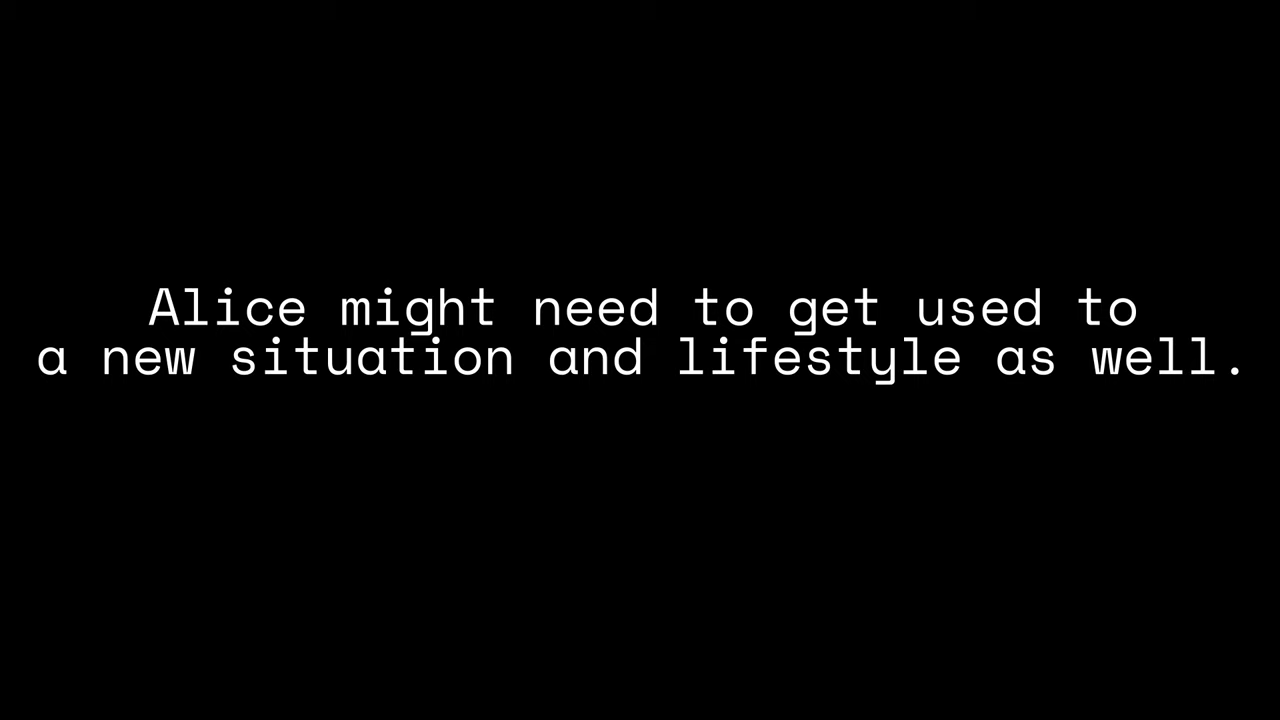 Alice might need to get used to
a new situation and lifestyle as well.